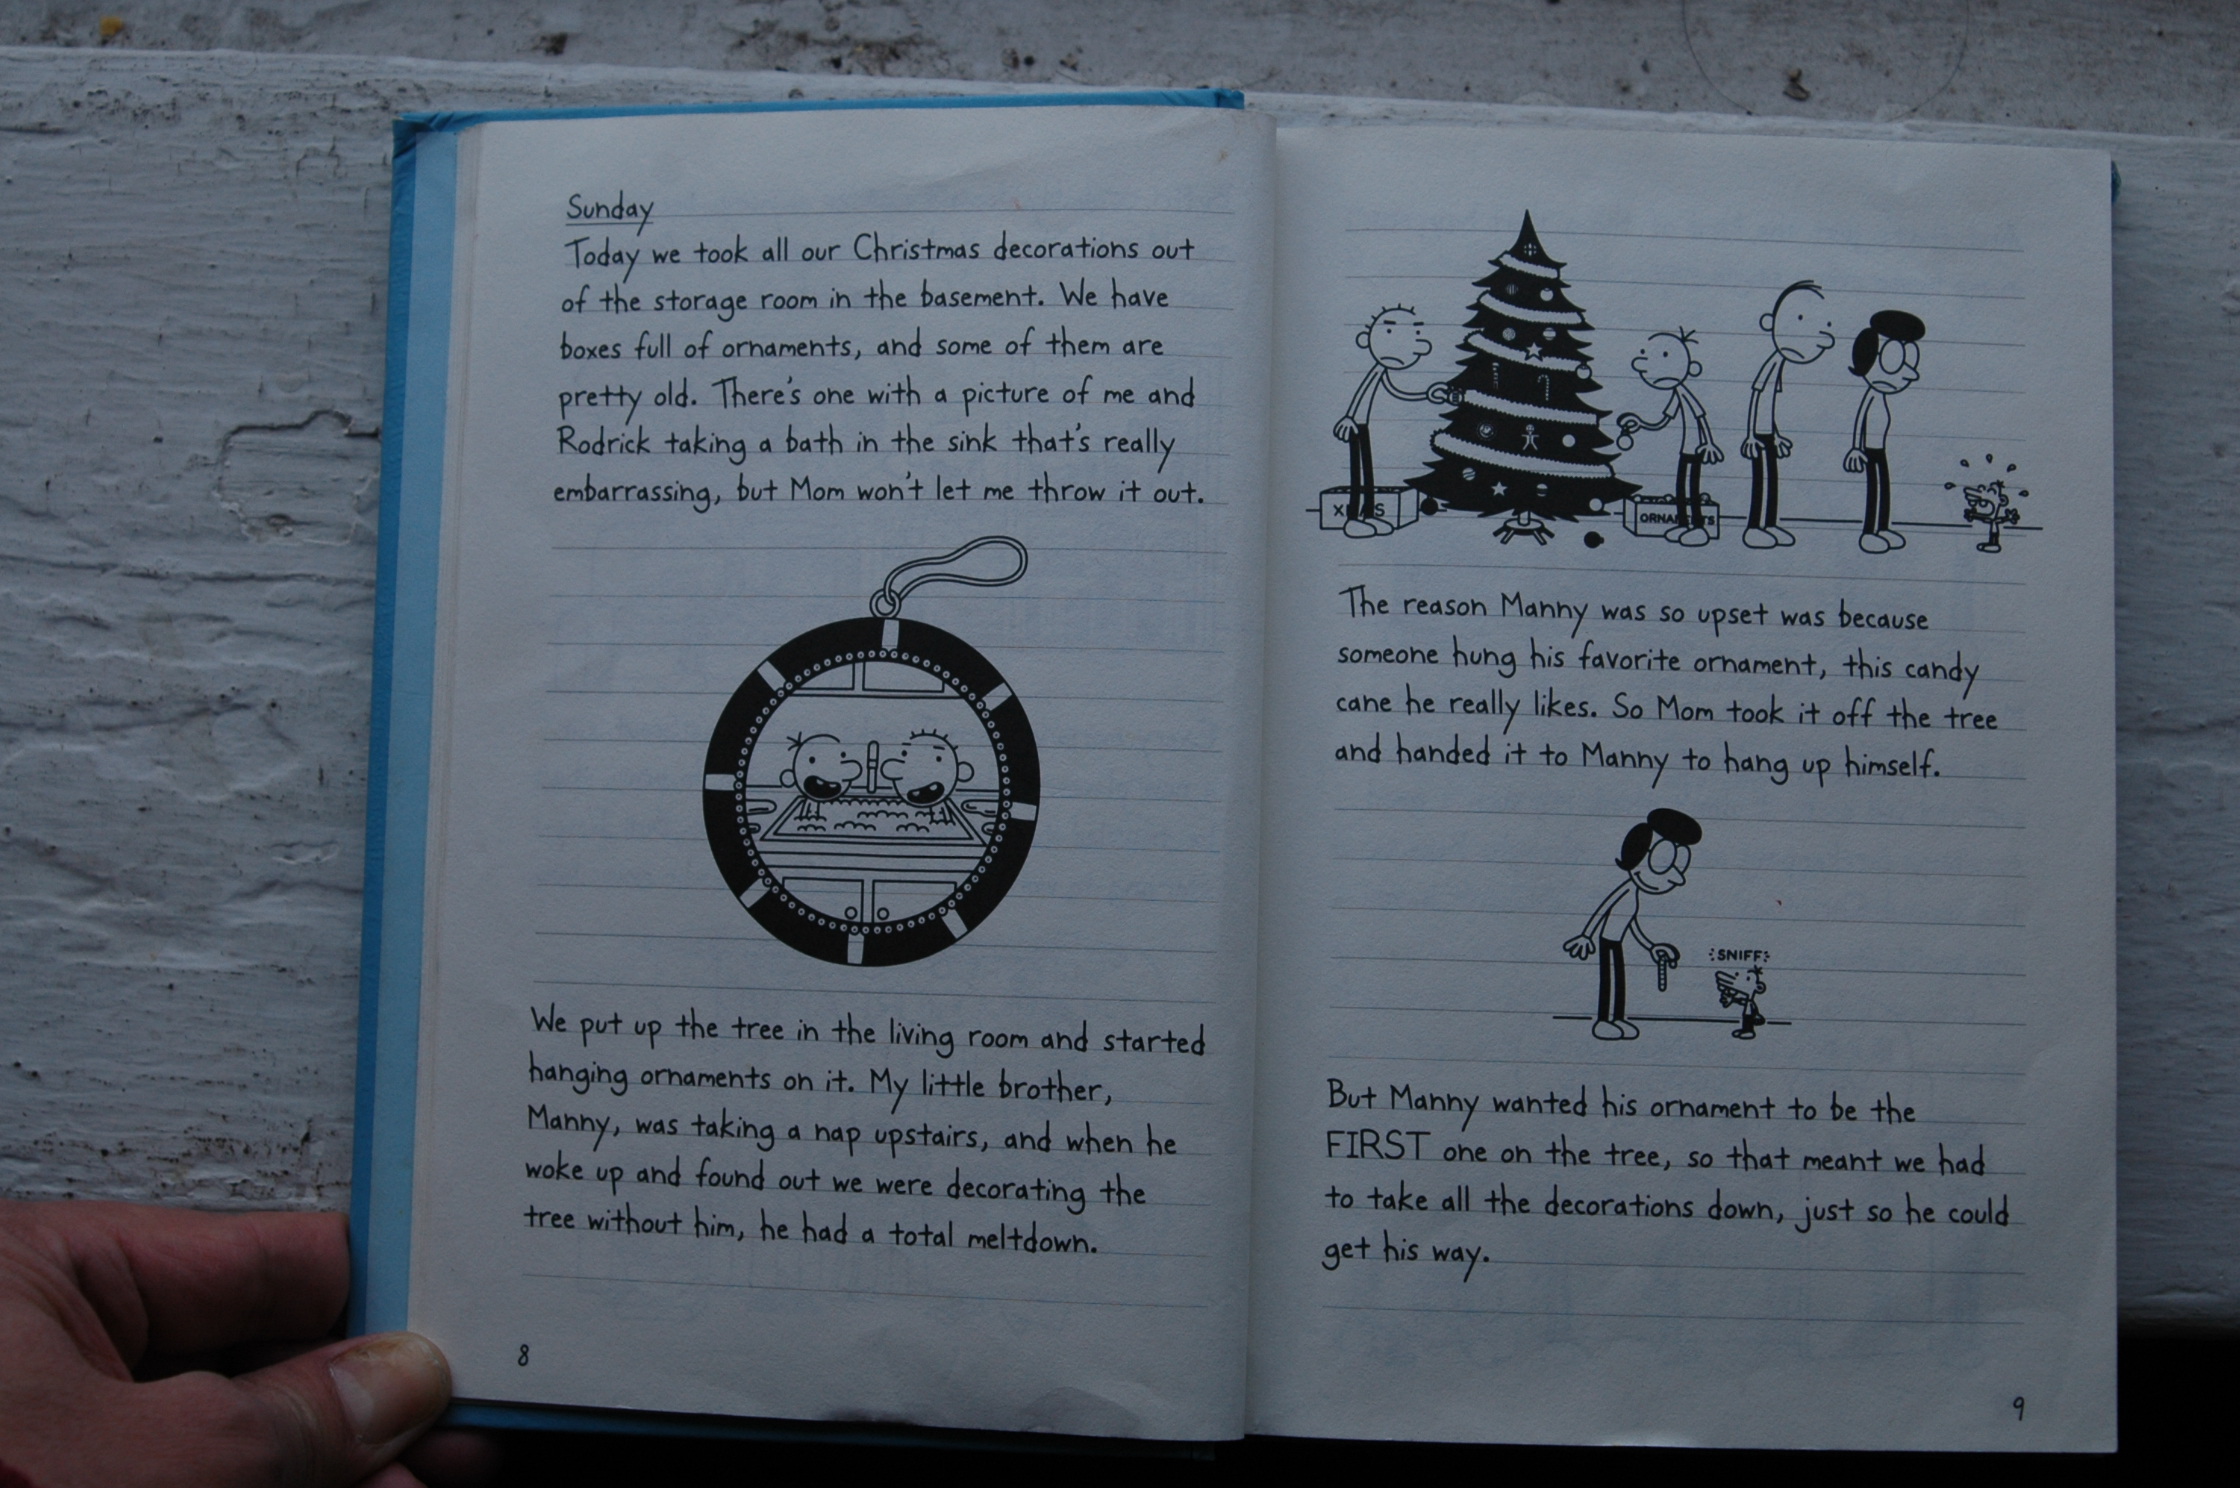 Sunday
Today we took all our Christmas decorations out
of the storage room in the basement. We have
boxes full of ornaments, and some of them are
pretty old. There's one with a picture of me and
Rodrick taking a bath in the sink that's really
embarrassing, but Mom won't let me throw it out.
We put up the tree in the living room and started
hanging ornaments on it. My little brother,
Manny, was taking a nap upstairs, and when he
woke up and found out we were decorating the
tree without him, he had a total meltdown.
8
The reason Manny was so upset was because
someone hung his favorite ornament, this candy
cane he really likes. So Mom took it off the tree
and handed it to Manny to hang up himself.
SNIFF
But Manny wanted his ornament to be the
FIRST one on the tree, so that meant we had
to take all the decorations down, just so he could
get his way.
9